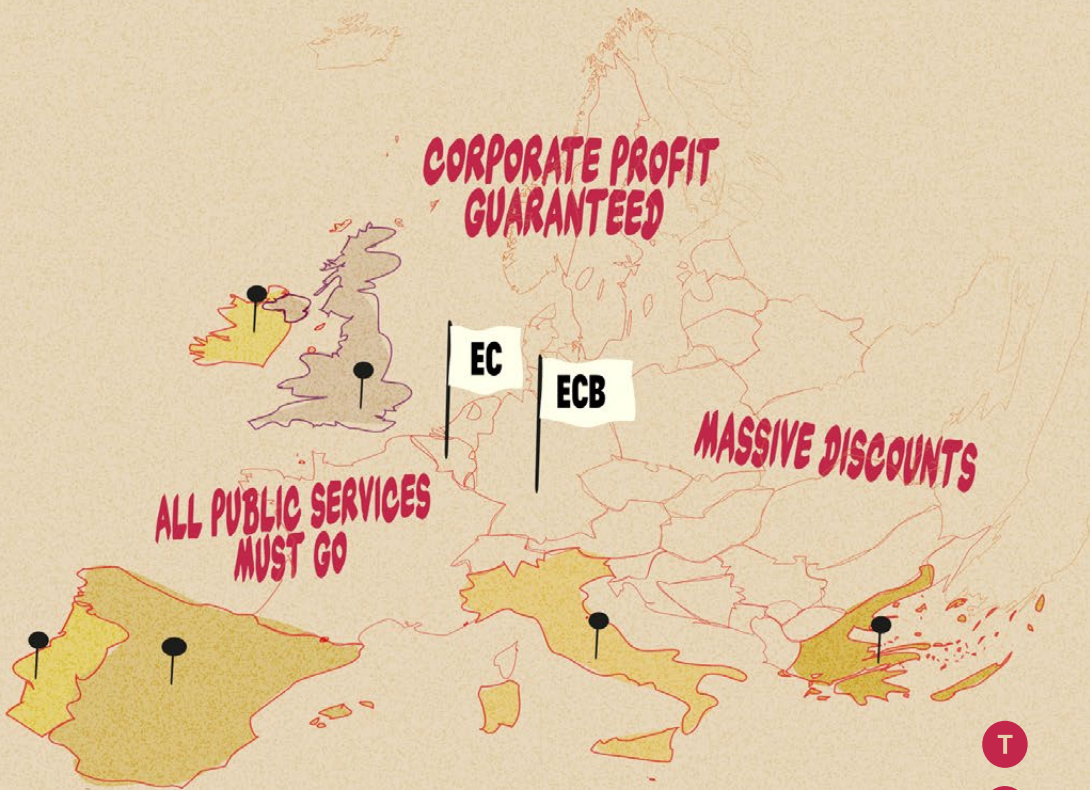 CORPORATE PROFIT
GUARANTEED
EC
ECB
MASSIVE DISCOUNTS
ALL PUBLIC SERVICES
MUST GO
T